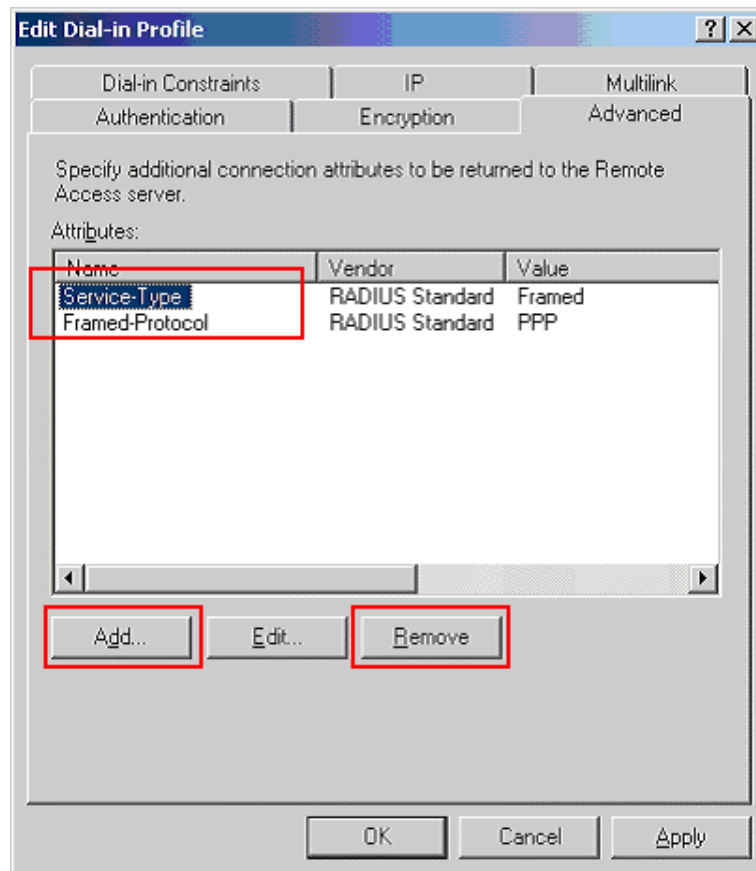 Edit Dial-in Profile
Dial-in Constraints IP Multilink
Authentication Encryption Advanced
Specify additional connection attributes to be returned to the Remote
Access server.
Attributes:
Name Vendor Value
Service-Type RADIUS Standard Framed
Framed-Protocol RADIUS Standard PPP
Add... Edit... Remove
OK Cancel Apply